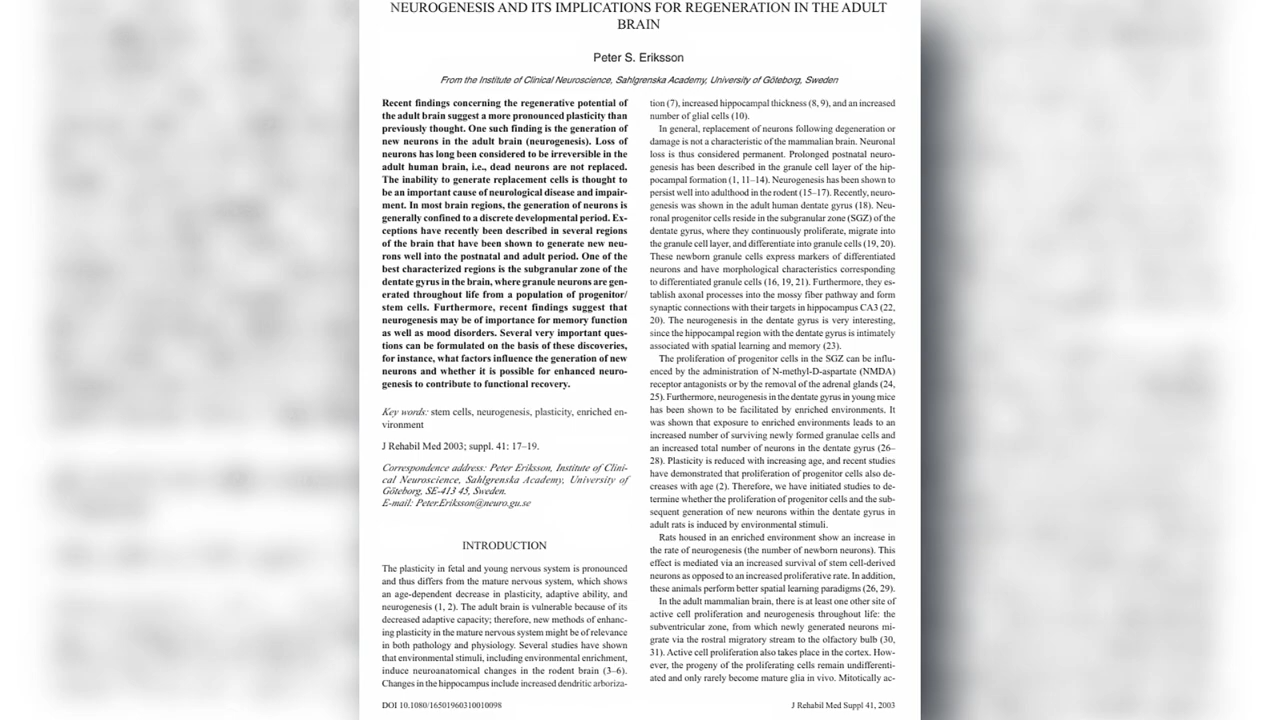 NEUROGENESIS AND ITS IMPLICATIONS FOR REGENERATION IN THE ADULT
BRAIN
Peter S. Eriksson
From the Institute of Clinical Neuroscience, Sahlgrenska Academy, University of Göteborg, Sweden
Recent findings concerning the regenerative potential of
the adult brain suggest a more pronounced plasticity than
previously thought. One such finding is the generation of
new neurons in the adult brain (neurogenesis). Loss of
neurons has long been considered to be irreversible in the
adult human brain, i.e., dead neurons are not replaced.
The inability to generate replacement cells is thought to
be an important cause of neurological disease and impair-
ment. In most brain regions, the generation of neurons is
generally confined to a discrete developmental period. Ex-
ceptions have recently been described in several regions
of the brain that have been shown to generate new neu-
rons well into the postnatal and adult period. One of the
best characterized regions is the subgranular zone of the
dentate gyrus in the brain, where granule neurons are gen-
erated throughout life from a population of progenitor/
stem cells. Furthermore, recent findings suggest that
neurogenesis may be of importance for memory function
as well as mood disorders. Several very important ques-
tions can be formulated on the basis of these discoveries,
for instance, what factors influence the generation of new
neurons and whether it is possible for enhanced neuro-
genesis to contribute to functional recovery.
Key words: stem cells, neurogenesis, plasticity, enriched en-
vironment
J Rehabil Med 2003; suppl. 41: 17–19.
Correspondence address: Peter Eriksson, Institute of Clini-
cal Neuroscience, Sahlgrenska Academy, University of
Göteborg, SE-413 45, Sweden.
E-mail: Peter.Eriksson@neuro.gu.se
INTRODUCTION
The plasticity in fetal and young nervous system is pronounced
and thus differs from the mature nervous system, which shows
an age-dependent decrease in plasticity, adaptive ability, and
neurogenesis (1, 2). The adult brain is vulnerable because of its
decreased adaptive capacity; therefore, new methods of enhanc-
ing plasticity in the mature nervous system might be of relevance
in both pathology and physiology. Several studies have shown
that environmental stimuli, including environmental enrichment,
induce neuroanatomical changes in the rodent brain (3–6).
Changes in the hippocampus include increased dendritic arboriza-
tion (7), increased hippocampal thickness (8, 9), and an increased
number of glial cells (10).
In general, replacement of neurons following degeneration or
damage is not a characteristic of the mammalian brain. Neuronal
loss is thus considered permanent. Prolonged postnatal neuro-
genesis has been described in the granule cell layer of the hip-
pocampal formation (1, 11–14). Neurogenesis has been shown to
persist well into adulthood in the rodent (15–17). Recently, neuro-
genesis was shown in the adult human dentate gyrus (18). Neu-
ronal progenitor cells reside in the subgranular zone (SGZ) of the
dentate gyrus, where they continuously proliferate, migrate into
the granule cell layer, and differentiate into granule cells (19, 20).
These newborn granule cells express markers of differentiated
neurons and have morphological characteristics corresponding
to differentiated granule cells (16, 19, 21). Furthermore, they es-
tablish axonal processes into the mossy fiber pathway and form
synaptic connections with their targets in hippocampus CA3 (22,
20). The neurogenesis in the dentate gyrus is very interesting,
since the hippocampal region with the dentate gyrus is intimately
associated with spatial learning and memory (23).
The proliferation of progenitor cells in the SGZ can be influ-
enced by the administration of N-methyl-D-aspartate (NMDA)
receptor antagonists or by the removal of the adrenal glands (24,
25). Furthermore, neurogenesis in the dentate gyrus in young mice
has been shown to be facilitated by enriched environments. It
was shown that exposure to enriched environments leads to an
increased number of surviving newly formed granulae cells and
an increased total number of neurons in the dentate gyrus (26–
28). Plasticity is reduced with increasing age, and recent studies
have demonstrated that proliferation of progenitor cells also de-
creases with age (2). Therefore, we have initiated studies to de-
termine whether the proliferation of progenitor cells and the sub-
sequent generation of new neurons within the dentate gyrus in
adult rats is induced by environmental stimuli.
Rats housed in an enriched environment show an increase in
the rate of neurogenesis (the number of newborn neurons). This
effect is mediated via an increased survival of stem cell-derived
neurons as opposed to an increased proliferative rate. In addition,
these animals perform better spatial learning paradigms (26, 29).
In the adult mammalian brain, there is at least one other site of
active cell proliferation and neurogenesis throughout life: the
subventricular zone, from which newly generated neurons mi-
grate via the rostral migratory stream to the olfactory bulb (30,
31). Active cell proliferation also takes place in the cortex. How-
ever, the progeny of the proliferating cells remain undifferenti-
ated and only rarely become mature glia in vivo. Mitotically ac-
DOI 10.1080/16501960310010098
J Rehabil Med Suppl 41, 2003